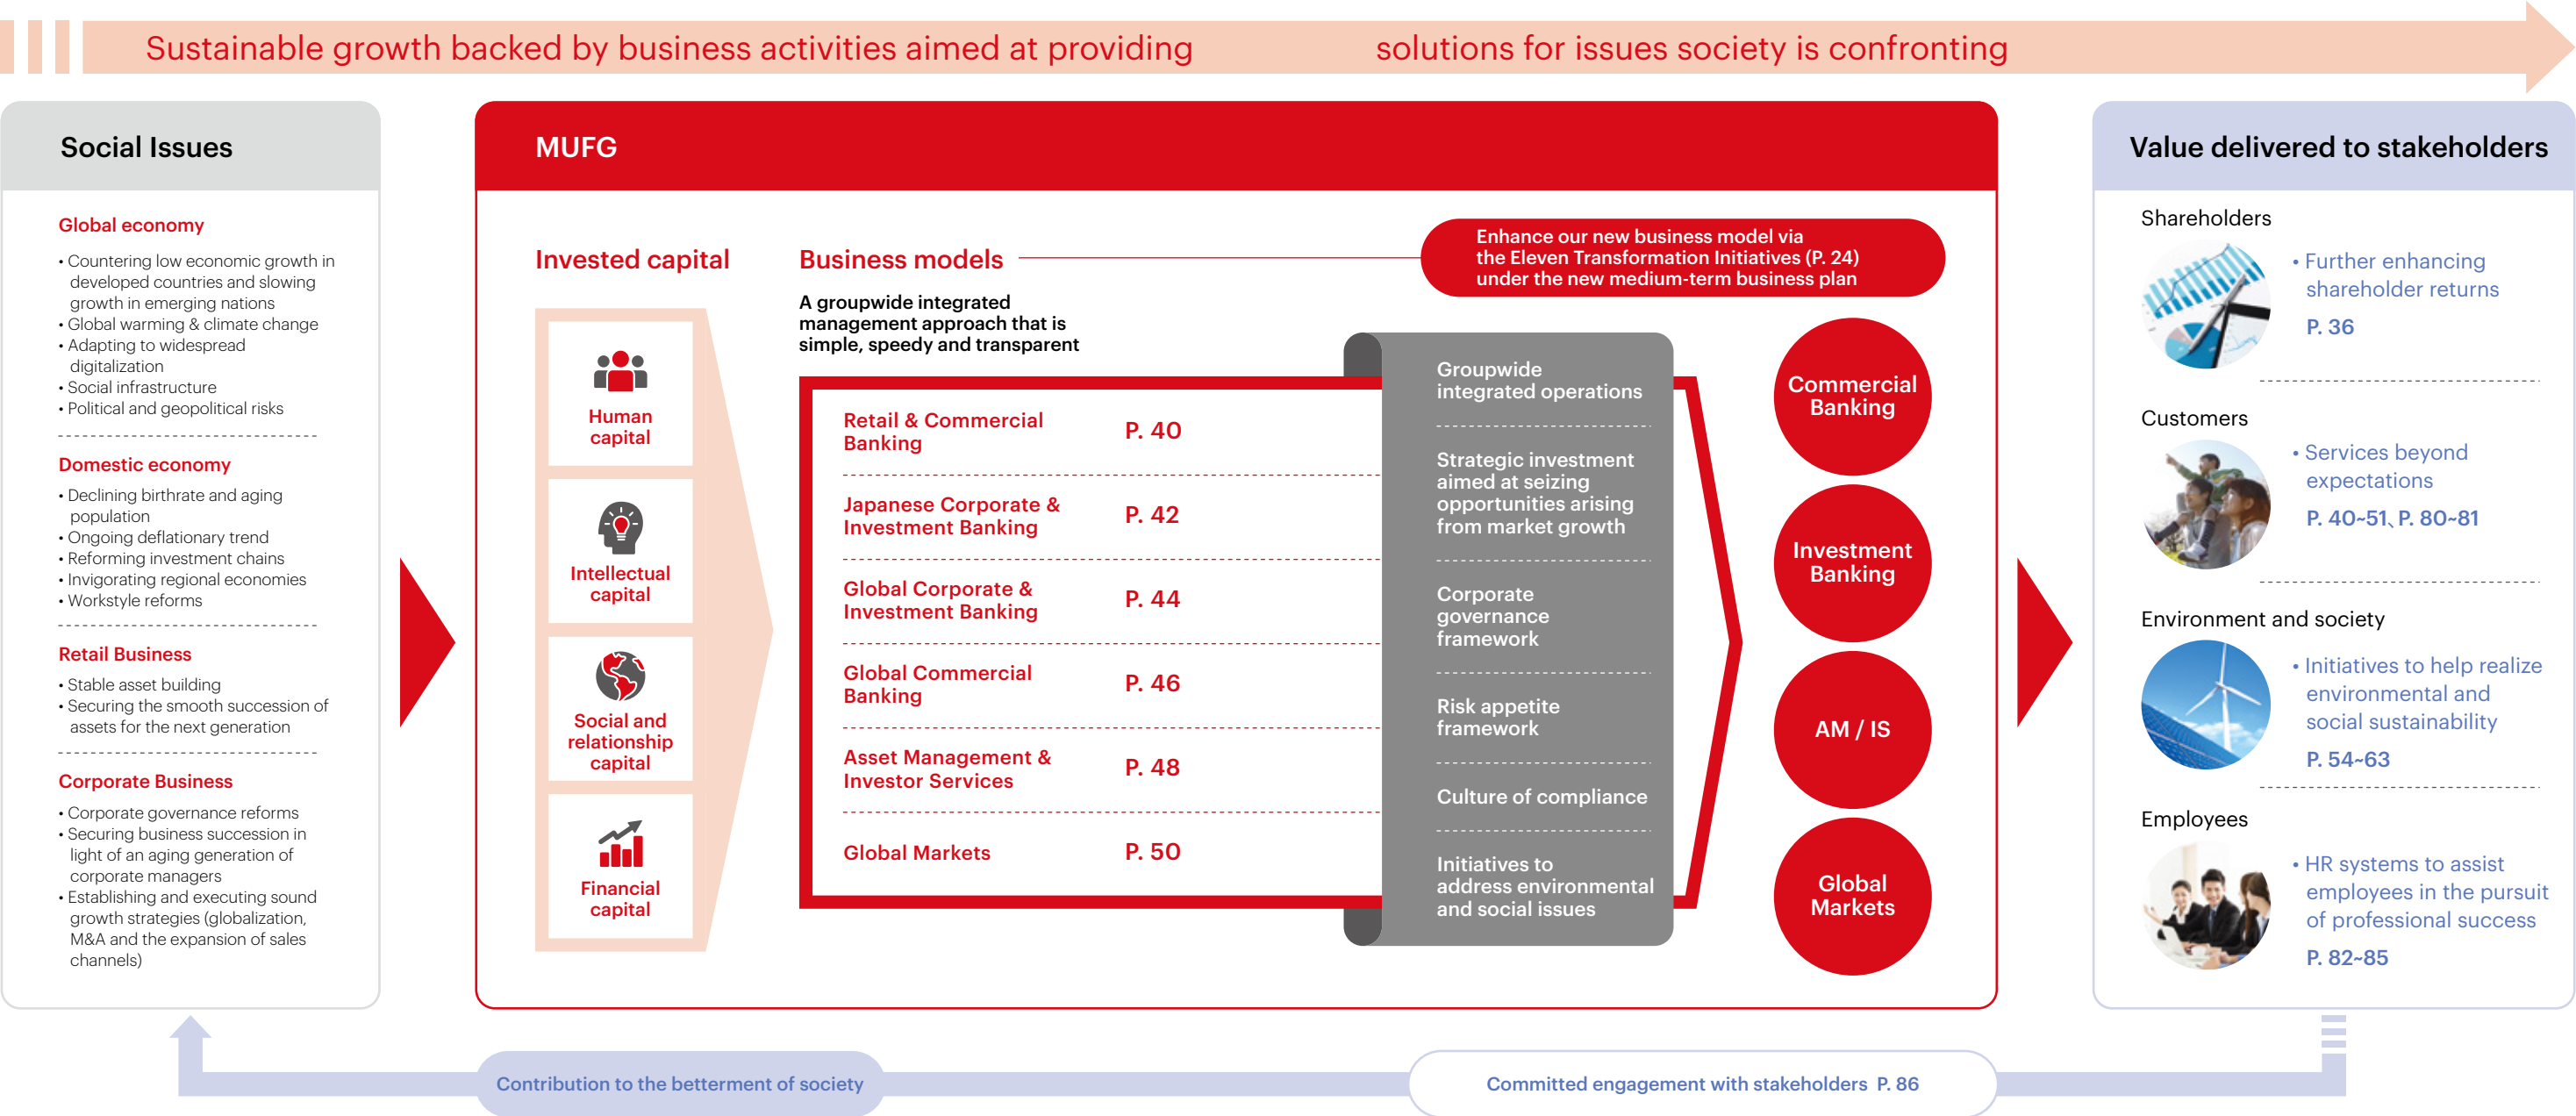 Sustainable growth backed by business activities aimed at providing solutions for issues society is confronting
Social Issues
Global economy
• Countering low economic growth in
developed countries and slowing
growth in emerging nations
• Global warming & climate change
• Adapting to widespread
digitalization
• Social infrastructure
• Political and geopolitical risks
Domestic economy
• Declining birthrate and aging
population
• Ongoing deflationary trend
• Reforming investment chains
• Invigorating regional economies
• Workstyle reforms
Retail Business
• Stable asset building
• Securing the smooth succession of
assets for the next generation
Corporate Business
• Corporate governance reforms
• Securing business succession in
light of an aging generation of
corporate managers
• Establishing and executing sound
growth strategies (globalization,
M&A and the expansion of sales
channels)
MUFG
Invested capital
Human
capital
Intellectual
capital
Social and
relationship
capital
Financial
capital
Business models
Enhance our new business model via
the Eleven Transformation Initiatives (P. 24)
under the new medium-term business plan
A groupwide integrated
management approach that is
simple, speedy and transparent
Retail & Commercial
Banking
P. 40
Japanese Corporate &
Investment Banking
P. 42
Global Corporate &
Investment Banking
P. 44
Global Commercial
Banking
P. 46
Asset Management &
Investor Services
P. 48
Global Markets
P. 50
Groupwide
integrated operations
Strategic investment
aimed at seizing
opportunities arising
from market growth
Corporate
governance
framework
Risk appetite
framework
Culture of compliance
Initiatives to
address environmental
and social issues
Commercial
Banking
Investment
Banking
AM / IS
Global
Markets
Value delivered to stakeholders
Shareholders
• Further enhancing
shareholder returns
P. 36
Customers
• Services beyond
expectations
P. 40~51、P. 80~81
Environment and society
• Initiatives to help realize
environmental and
social sustainability
P. 54~63
Employees
• HR systems to assist
employees in the pursuit
of professional success
P. 82~85
Contribution to the betterment of society
Committed engagement with stakeholders P. 86